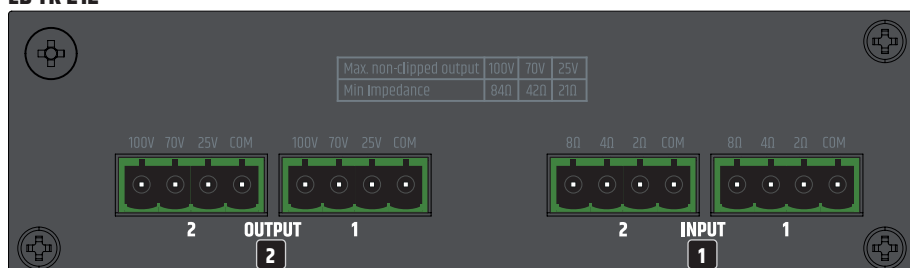 Max. non-clipped output 100V 70V 25V
Min Impedance 84Ω 42Ω 21Ω
100V 70V 25V COM 100V 70V 25V COM 8Ω 4Ω 2Ω COM 8Ω 4Ω 2Ω COM
2 OUTPUT 1 2 INPUT 1
2 1